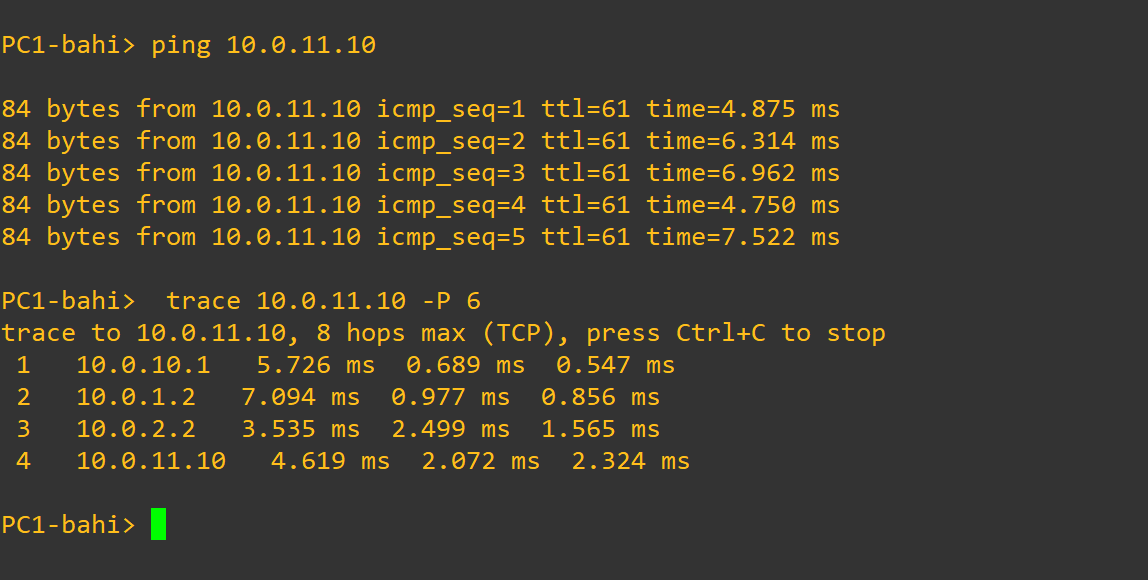 PC1-bahi> ping 10.0.11.10
84 bytes from 10.0.11.10 icmp_seq=1 ttl=61 time=4.875 ms
84 bytes from 10.0.11.10 icmp_seq=2 ttl=61 time=6.314 ms
84 bytes from 10.0.11.10 icmp_seq=3 ttl=61 time=6.962 ms
84 bytes from 10.0.11.10 icmp_seq=4 ttl=61 time=4.750 ms
84 bytes from 10.0.11.10 icmp_seq=5 ttl=61 time=7.522 ms
PC1-bahi>  trace 10.0.11.10 -P 6
trace to 10.0.11.10, 8 hops max (TCP), press Ctrl+C to stop
 1   10.0.10.1   5.726 ms  0.689 ms  0.547 ms
 2   10.0.1.2   7.094 ms  0.977 ms  0.856 ms
 3   10.0.2.2   3.535 ms  2.499 ms  1.565 ms
 4   10.0.11.10   4.619 ms  2.072 ms  2.324 ms
PC1-bahi>